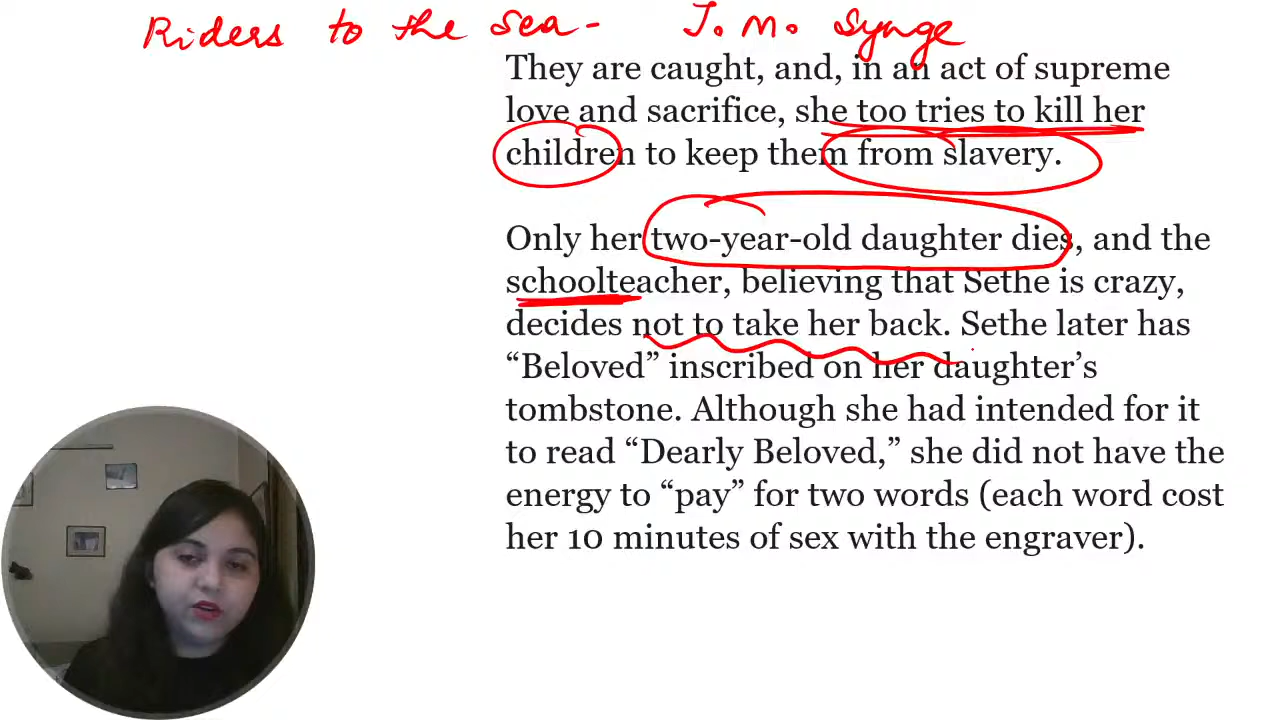 Riders to the Sea- J. M. Synge
They are caught, and, in an act of supreme
love and sacrifice, she too tries to kill her
children to keep them from slavery.
Only her two-year-old daughter dies, and the
schoolteacher, believing that Sethe is crazy,
decides not to take her back. Sethe later has
“Beloved” inscribed on her daughter’s
tombstone. Although she had intended for it
to read “Dearly Beloved,” she did not have the
energy to “pay” for two words (each word cost
her 10 minutes of sex with the engraver).